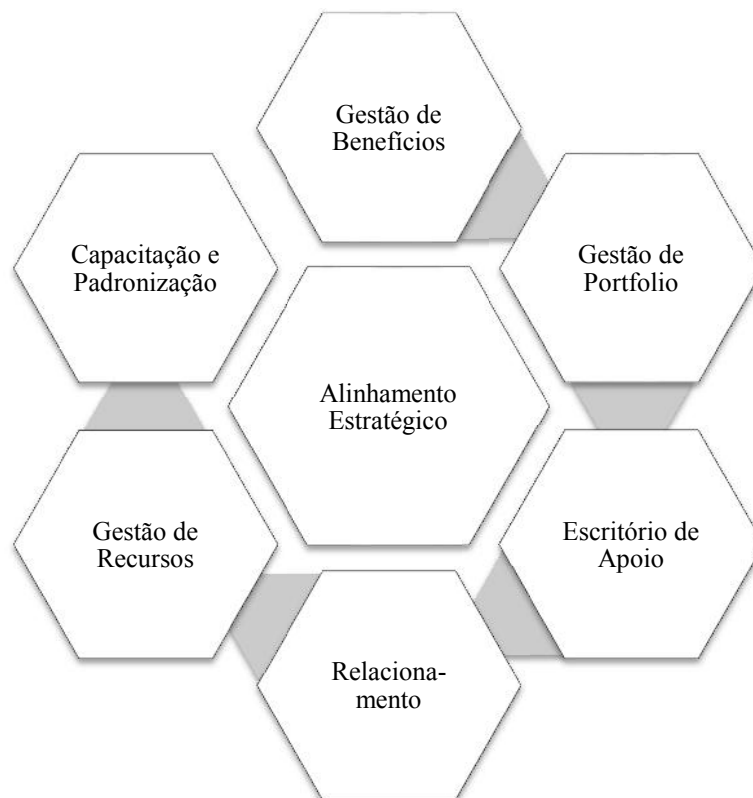 Gestão de
Benefícios
Capacitação e
Padronização
Gestão de
Portfolio
Alinhamento
Estratégico
Gestão de
Recursos
Escritório de
Apoio
Relaciona-
mento